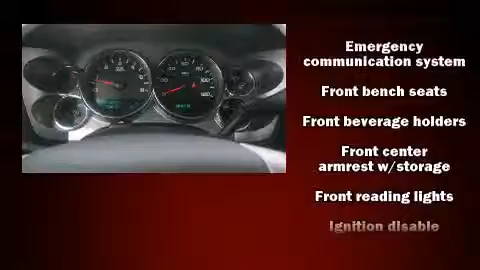 Emergency
communication system
Front bench seats
Front beverage holders
Front center
armrest w/storage
Front reading lights
Ignition disable